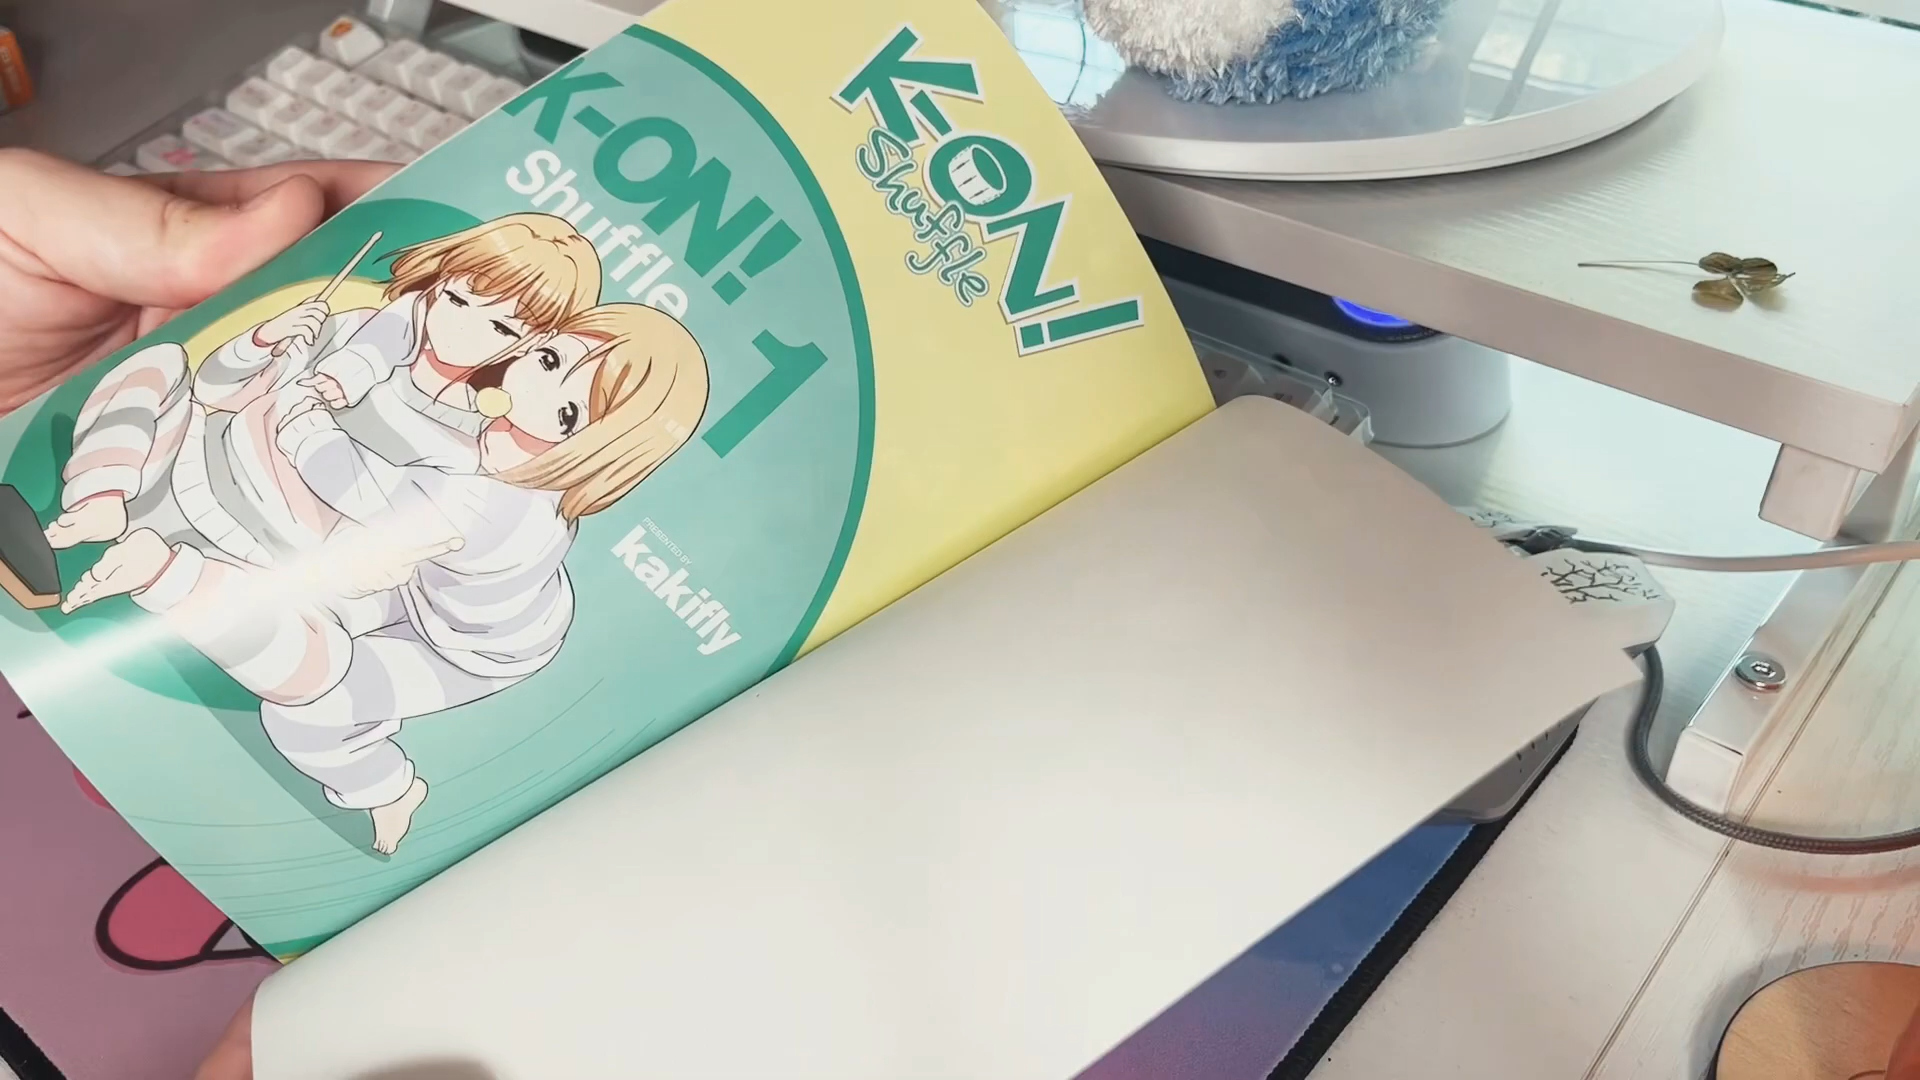 K-ON!
Shuffle
1
PRESENTED BY
kakifly
K-ON!
Shuffle